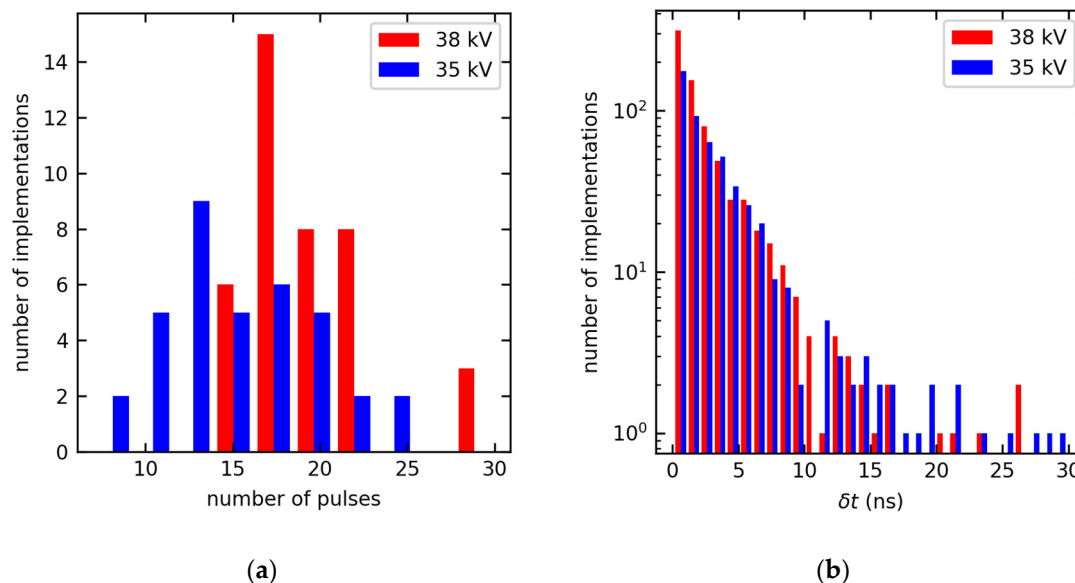 38 kV
35 kV
number of implementations
14
12
10
8
6
4
2
0
10 15 20 25 30
number of pulses
(a)
38 kV
35 kV
number of implementations
10²
10¹
10⁰
0 5 10 15 20 25 30
δt (ns)
(b)